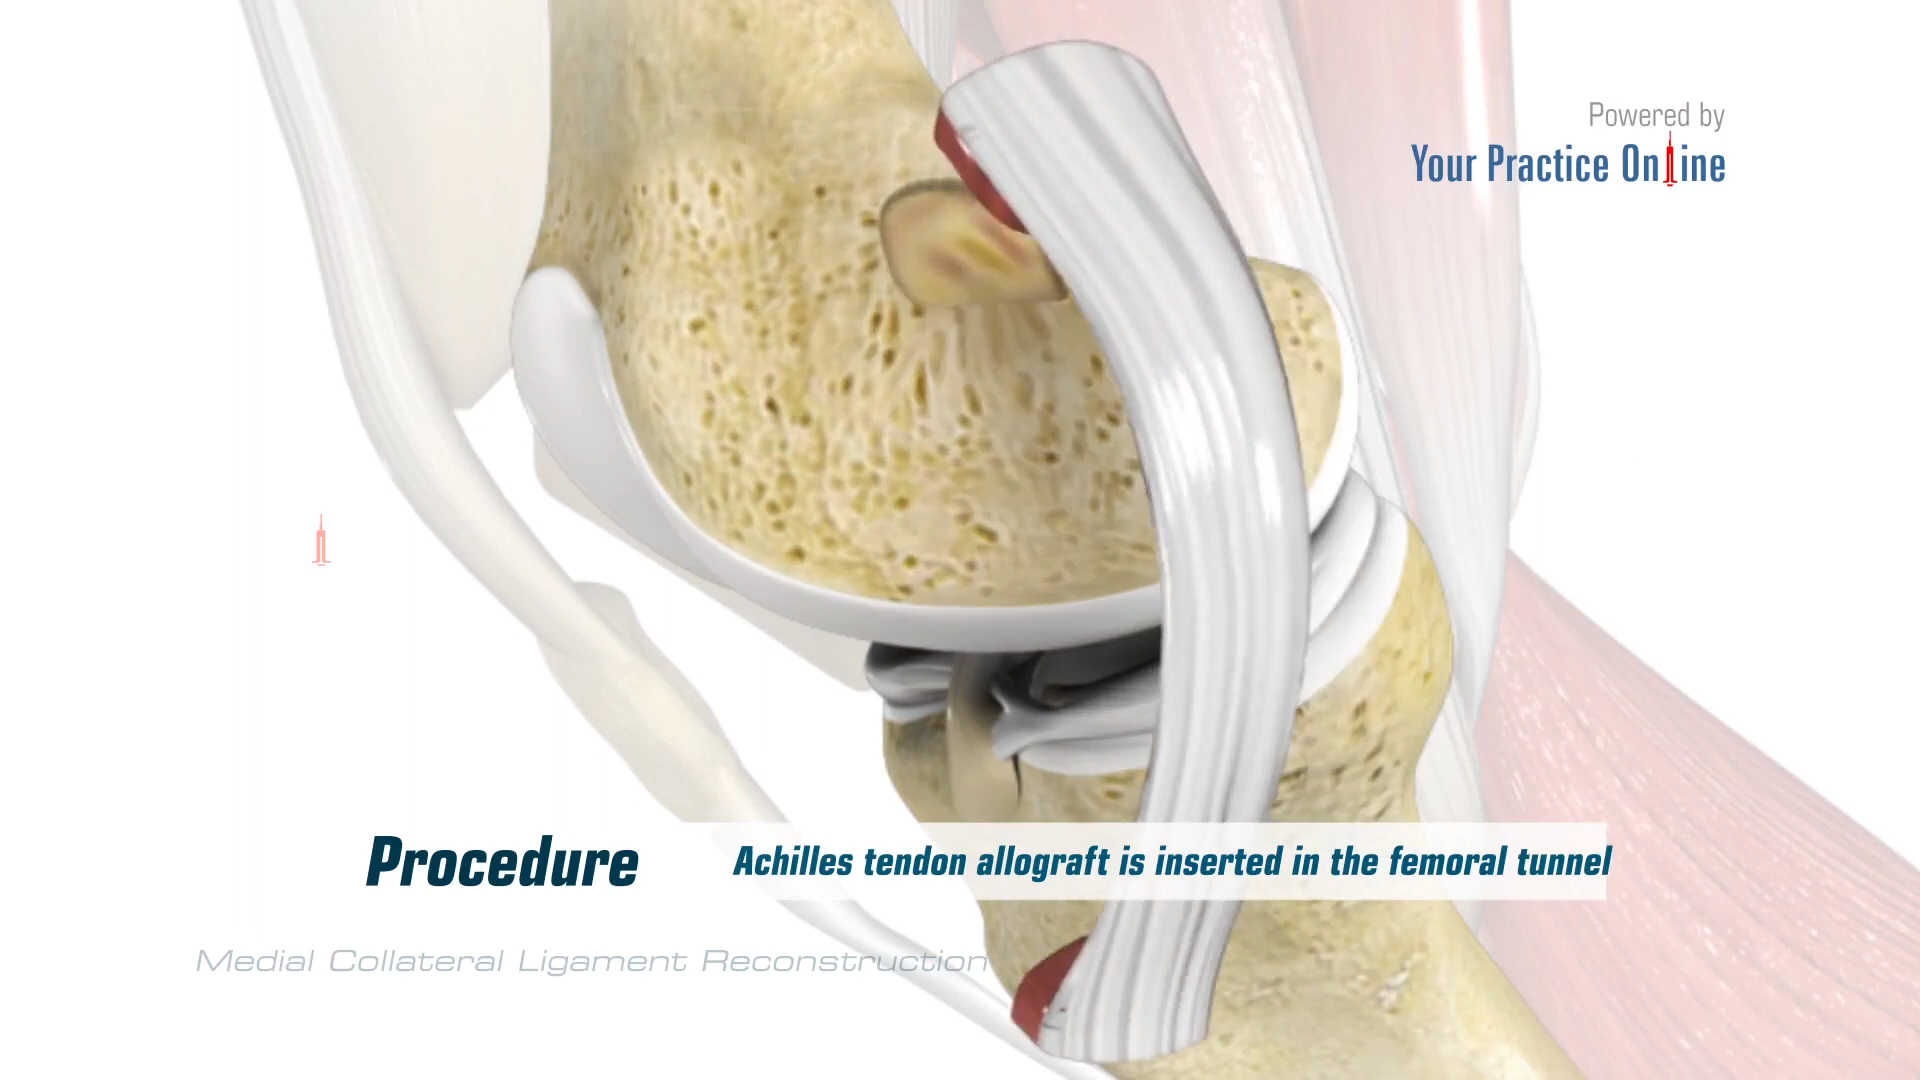 Powered by
Your Practice Online
Procedure
Achilles tendon allograft is inserted in the femoral tunnel
Medial Collateral Ligament Reconstruction